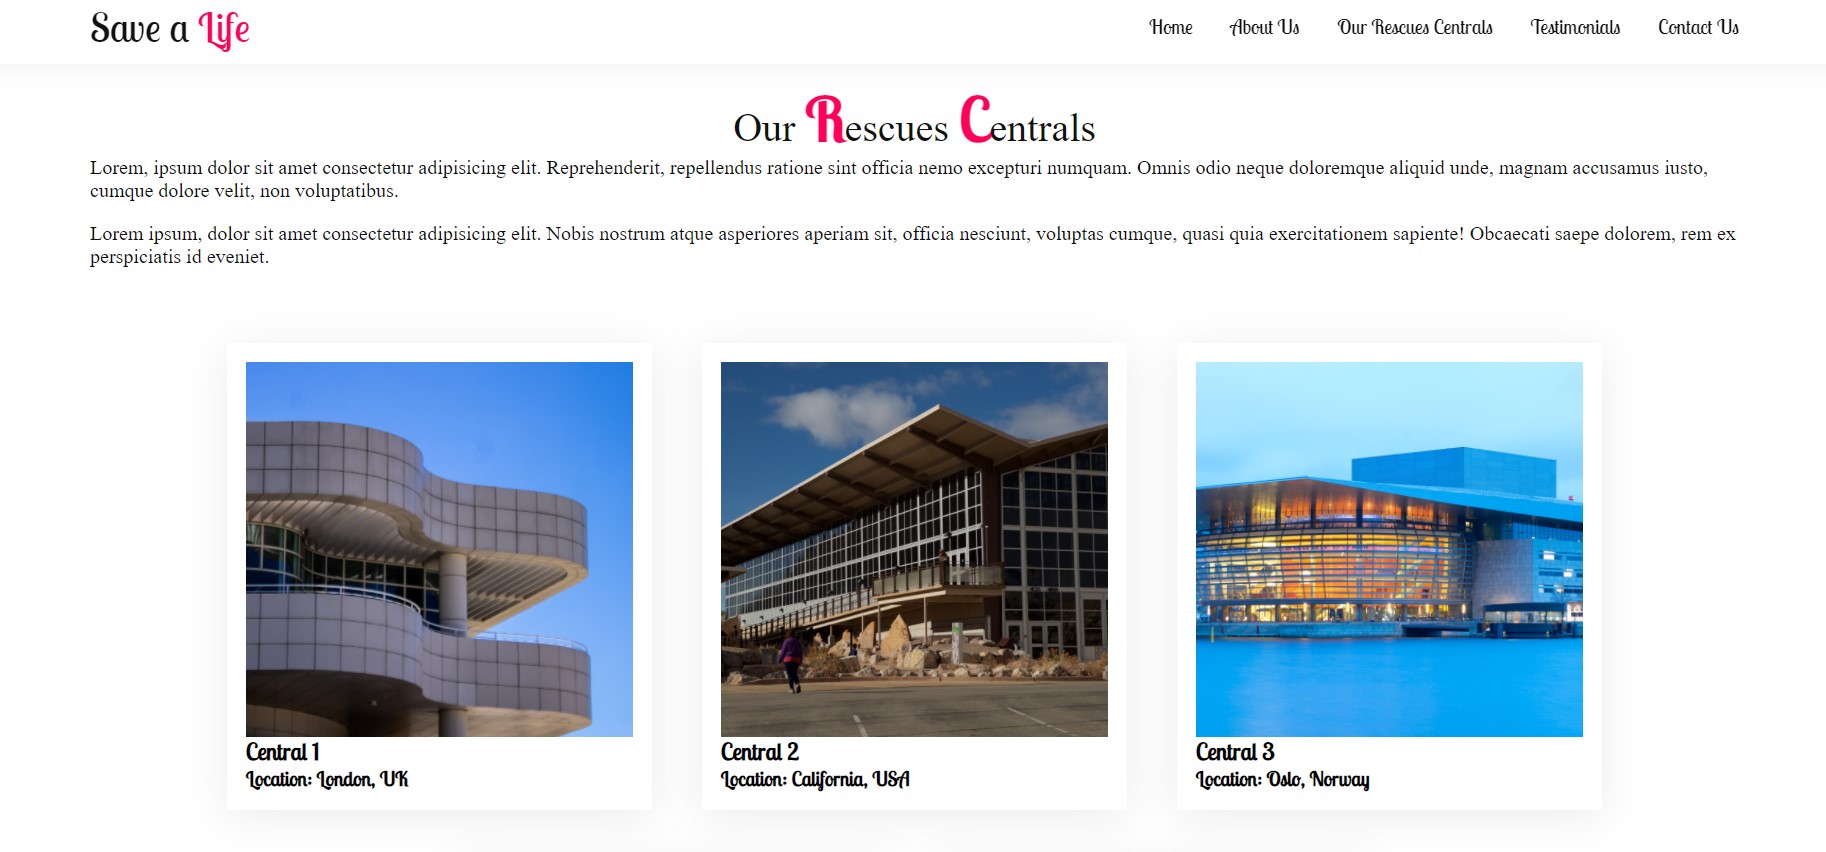 Save a Life
Home About Us Our Rescues Centrals Testimonials Contact Us
Our Rescues Centrals
Lorem, ipsum dolor sit amet consectetur adipisicing elit. Reprehenderit, repellendus ratione sint officia nemo excepturi numquam. Omnis odio neque doloremque aliquid unde, magnam accusamus iusto,
cumque dolore velit, non voluptatibus.
Lorem ipsum, dolor sit amet consectetur adipisicing elit. Nobis nostrum atque asperiores aperiam sit, officia nesciunt, voluptas cumque, quasi quia exercitationem sapiente! Obcaecati saepe dolorem, rem ex
perspiciatis id eveniet.
Central 1
Location: London, UK
Central 2
Location: California, USA
Central 3
Location: Oslo, Norway